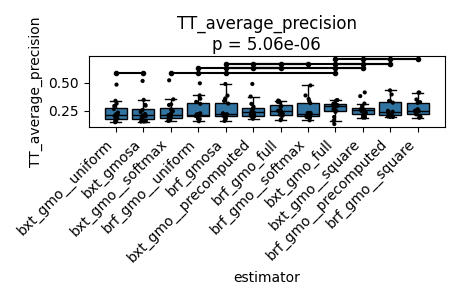 TT_average_precision
p = 5.06e-06
TT_average_precision
0.50
0.25
bxt_gmo__uniform
bxt_gmosa
bxt_gmo__softmax
brf_gmo__uniform
brf_gmosa
bxt_gmo__precomputed
brf_gmo_full
brf_gmo__softmax
bxt_gmo_full
bxt_gmo__square
brf_gmo__precomputed
brf_gmo__square
estimator